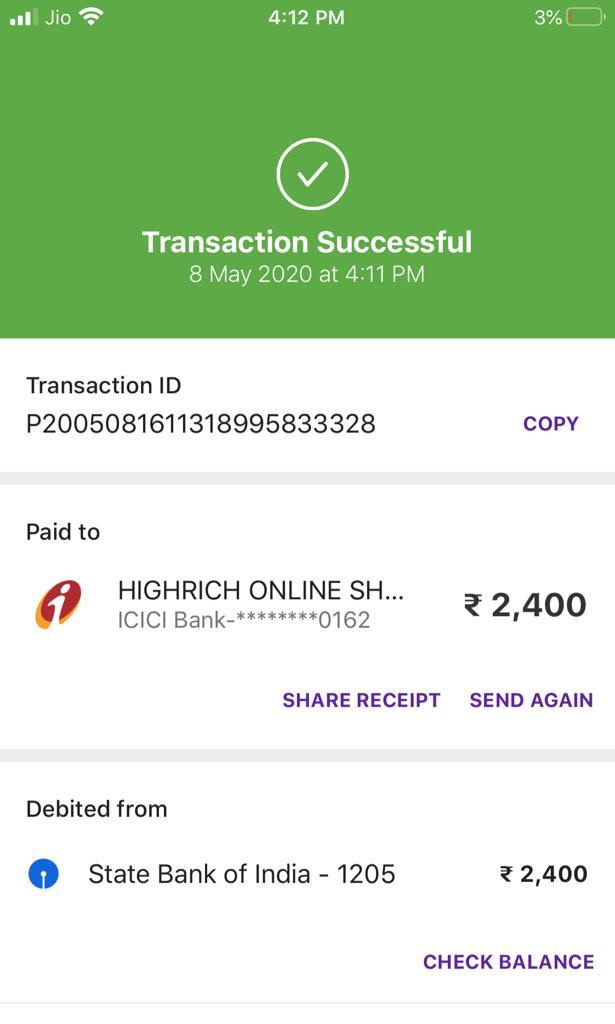 Jio 4:12 PM 3%
Transaction Successful
8 May 2020 at 4:11 PM
Transaction ID
P2005081611318995833328 COPY
Paid to
HIGHRICH ONLINE SH... ₹ 2,400
ICICI Bank-********0162
SHARE RECEIPT SEND AGAIN
Debited from
State Bank of India - 1205 ₹ 2,400
CHECK BALANCE